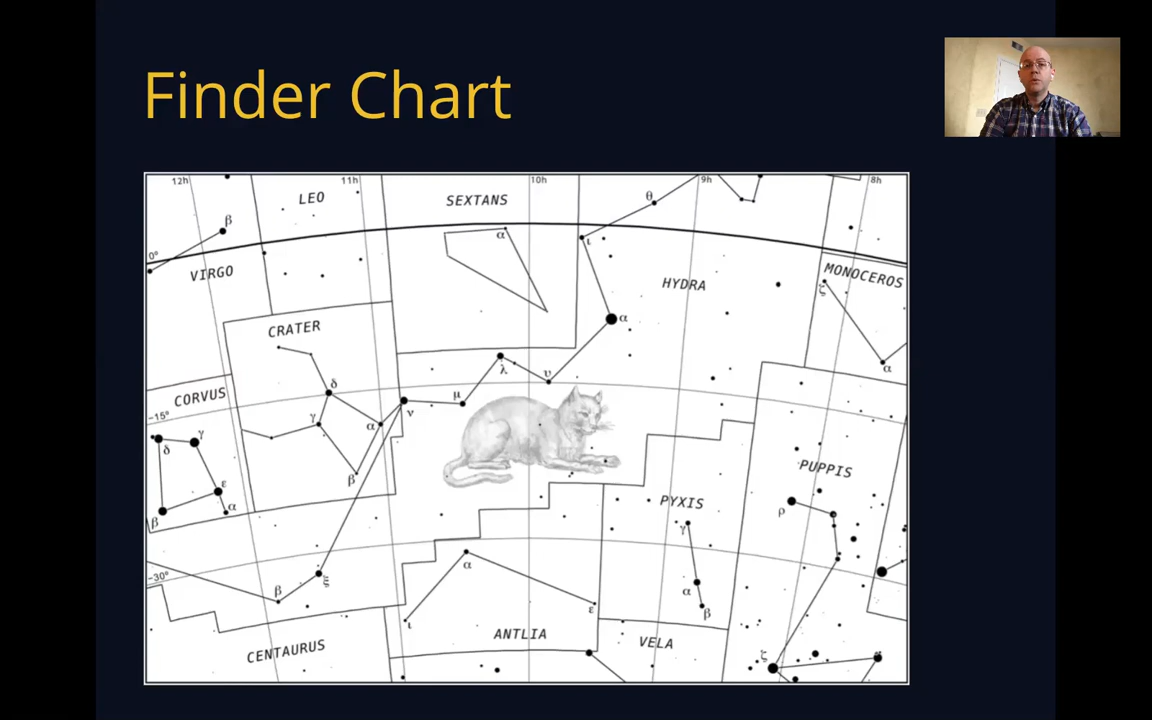 Finder Chart
12h
11h
10h
9h
8h
LEO
SEXTANS
θ
β
α
ι
0°
VIRGO
HYDRA
MONOCEROS
ζ
α
CRATER
α
λ
υ
δ
μ
ν
CORVUS
-15°
γ
α
δ
γ
β
ε
α
β
PUPPIS
PYXIS
ρ
γ
-30°
ξ
β
α
α
β
ε
ι
ANTLIA
VELA
CENTAURUS
ζ